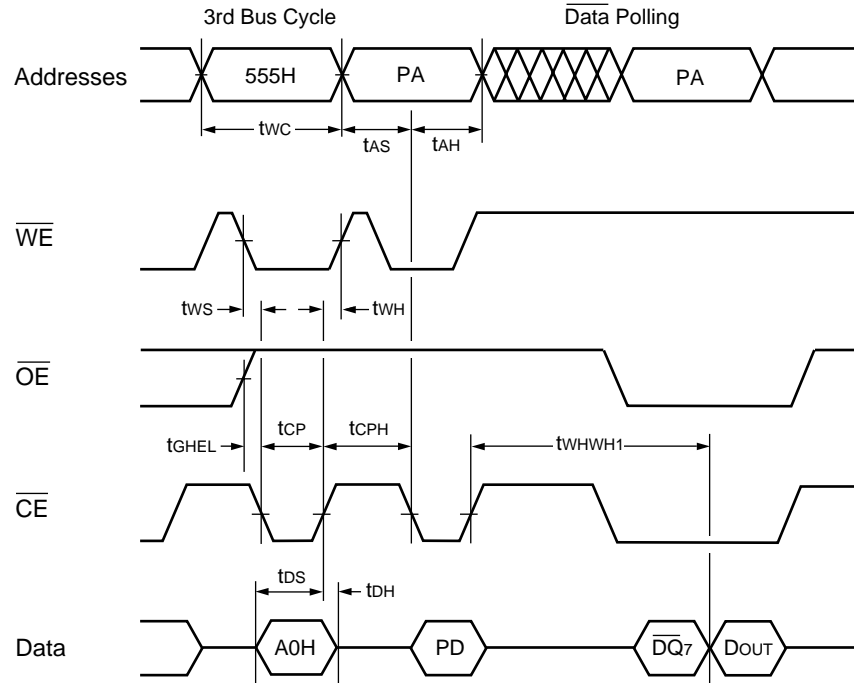 3rd Bus Cycle
Data Polling
Addresses
555H
PA
PA
tWC
tAS
tAH
WE
tWS
tWH
OE
tGHEL
tCP
tCPH
tWHWH1
CE
tDS
tDH
Data
A0H
PD
DQ7
DOUT